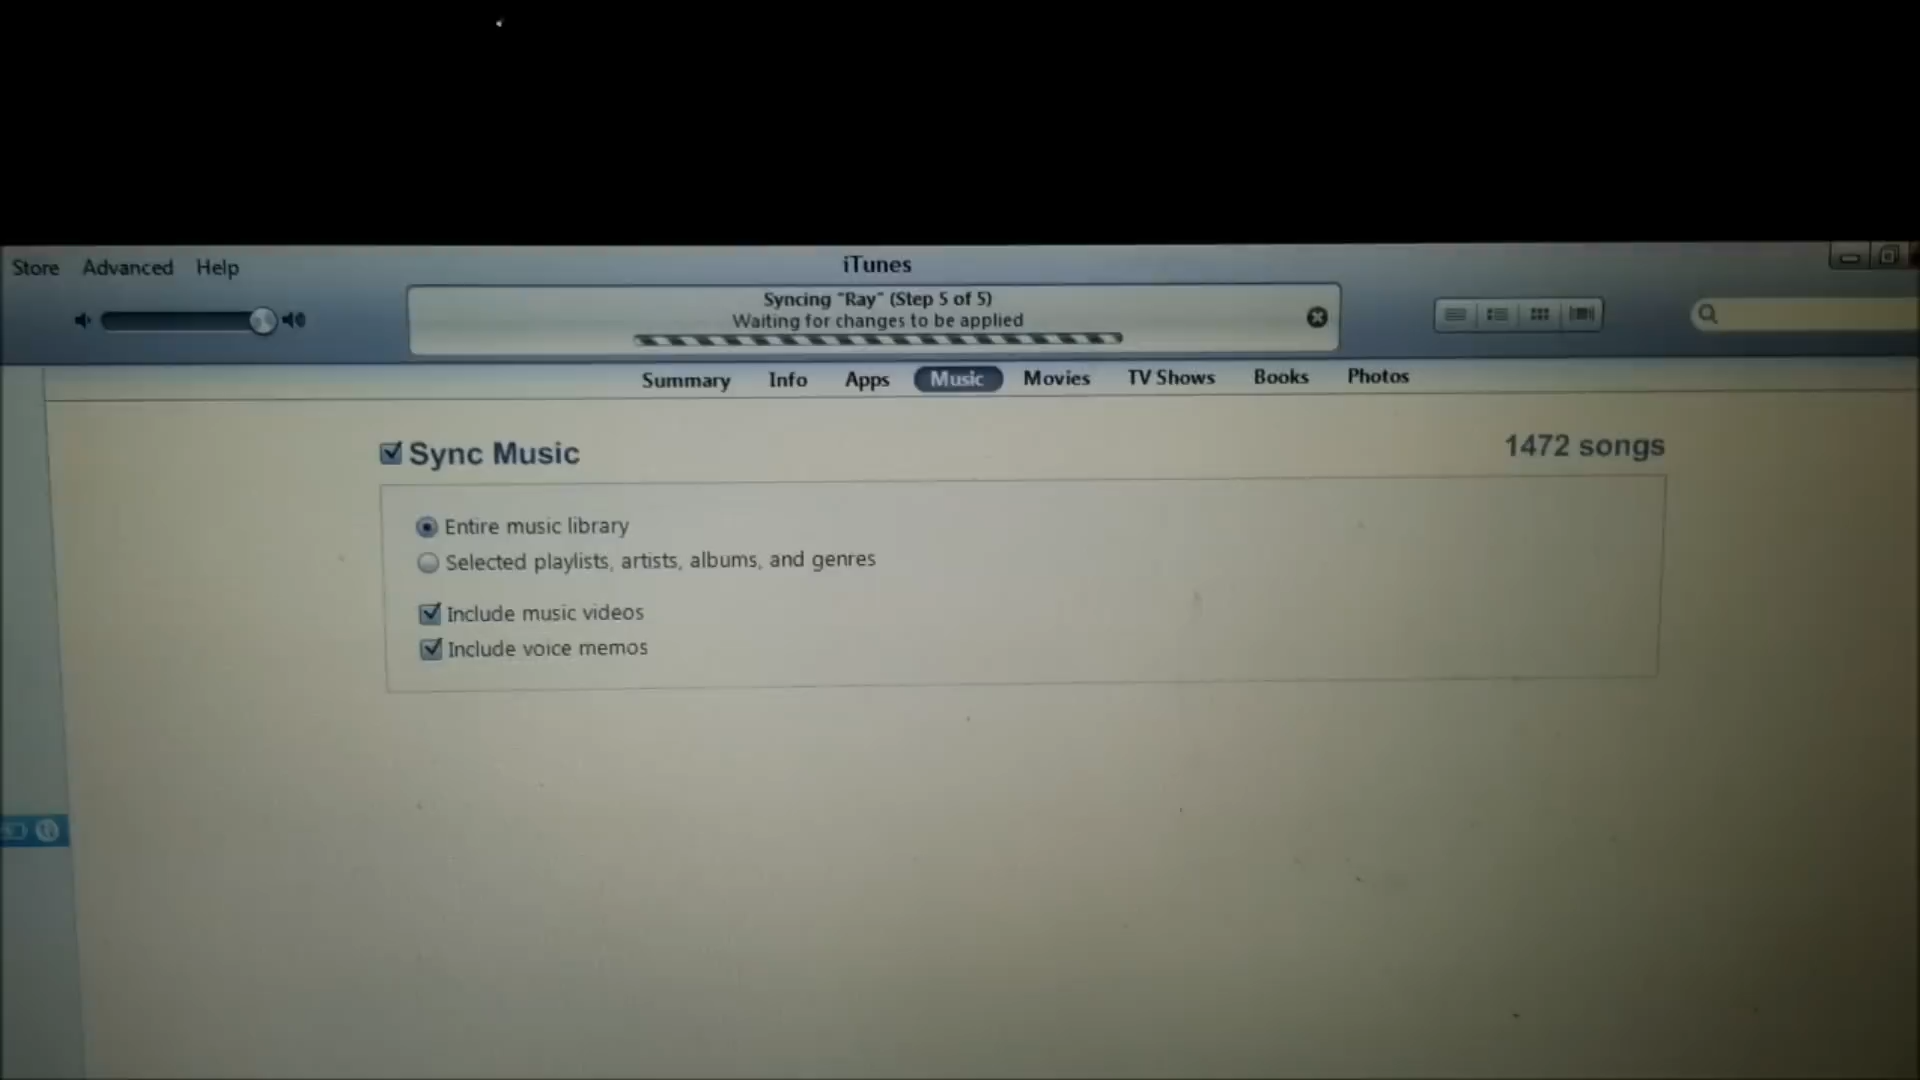 Store Advanced Help
iTunes
Syncing "Ray" (Step 5 of 5)
Waiting for changes to be applied
Summary Info Apps Music Movies TV Shows Books Photos
Sync Music
1472 songs
Entire music library
Selected playlists, artists, albums, and genres
Include music videos
Include voice memos